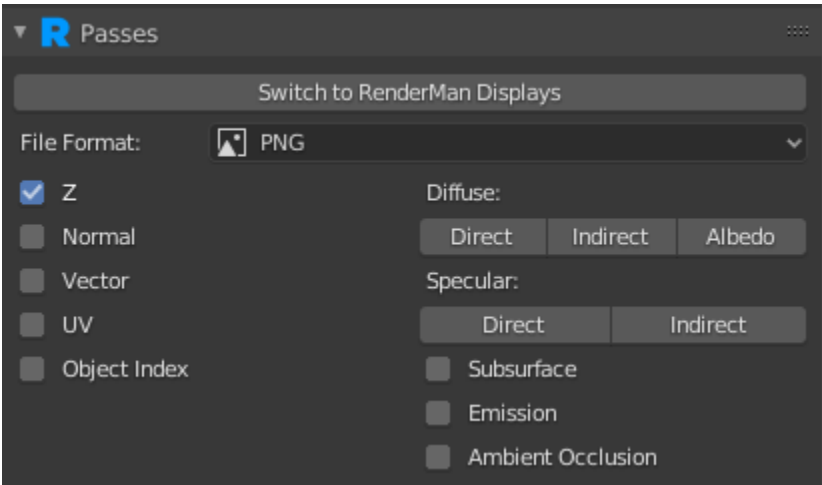 Passes
Switch to RenderMan Displays
File Format: PNG
Z
Normal
Vector
UV
Object Index
Diffuse:
Direct Indirect Albedo
Specular:
Direct Indirect
Subsurface
Emission
Ambient Occlusion